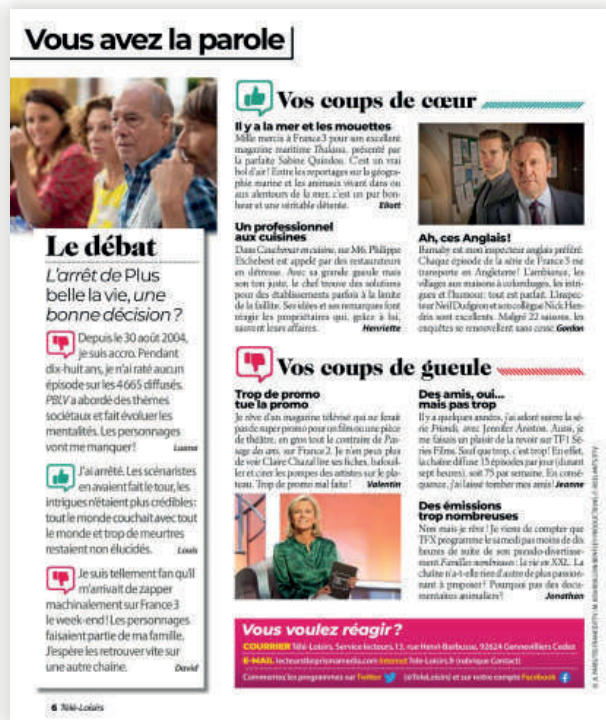 Vous avez la parole
Le débat
L'arrêt de Plus
belle la vie, une
bonne décision ?
Depuis le 30 août 2004,
je suis accro. Pendant
dix-huit ans, je n'ai raté aucun
épisode sur les 4665 diffusés.
PBLV a abordé des thèmes
sociétaux et fait évoluer les
mentalités. Les personnages
vont me manquer ! Luana
J'ai arrêté. Les scénaristes
en avaient fait le tour, les
intrigues n'étaient plus crédibles :
tout le monde couchait avec tout
le monde et trop de meurtres
restaient non élucidés. Louis
Je suis tellement fan qu'il
m'arrivait de zapper
machinalement sur France 3
le week-end ! Les personnages
faisaient partie de ma famille.
J'espère les retrouver vite sur
une autre chaîne. David
Vos coups de cœur
Il y a la mer et les mouettes
Mille mercis à France 3 pour son excellent
magazine maritime Thalassa, présenté par
la parfaite Sabine Quindou. C'est un vrai
bol d'air ! Entre les reportages sur la géogra-
phie marine et les animaux vivant dans ou
aux alentours de la mer, c'est un pur bon-
heur et une véritable détente. Eliott
Un professionnel
aux cuisines
Dans Cauchemar en cuisine, sur M6, Philippe
Etchebest est appelé par des restaurateurs
en détresse. Avec sa grande gueule mais
son ton juste, le chef trouve des solutions
pour des établissements parfois à la limite
de la faillite. Ses idées et ses remarques font
réagir les propriétaires qui, grâce à lui,
sauvent leurs affaires. Henriette
Ah, ces Anglais !
Barnaby est mon inspecteur anglais préféré.
Chaque épisode de la série de France 3 me
transporte en Angleterre ! L'ambiance, les
villages aux maisons à colombages, les intri-
gues et l'humour : tout est parfait. L'inspec-
teur Neil Dudgeon et son collègue Nick Hen-
drix sont excellents. Malgré 22 saisons, les
enquêtes se renouvellent sans cesse. Gordon
Vos coups de gueule
Trop de promo
tue la promo
Je rêve d'un magazine télévisé qui ne ferait
pas de super promo pour un film ou une pièce
de théâtre, en gros tout le contraire de Pas-
sage des arts, sur France 2. Je n'en peux plus
de voir Claire Chazal lire ses fiches, bafouil-
ler et cirer les pompes des artistes sur le pla-
teau. Trop de promo mal faite ! Valentin
Des amis, oui...
mais pas trop
Il y a quelques années, j'ai adoré suivre la sé-
rie Friends, avec Jennifer Aniston. Aussi, je
me faisais un plaisir de la revoir sur TF1 Sé-
ries Films. Sauf que trop, c'est trop ! En effet,
la chaîne diffuse 15 épisodes par jour (durant
sept heures), soit 75 par semaine. En consé-
quence, j'ai laissé tomber mes amis ! Jeanne
Des émissions
trop nombreuses
Non mais je rêve ! Je viens de compter que
TFX programme le samedi pas moins de dix
heures de suite de son pseudo-divertisse-
ment Familles nombreuses : la vie en XXL. La
chaîne n'a-t-elle rien d'autre de plus passion-
nant à proposer ? Pourquoi pas des docu-
mentaires animaliers ? Jonathan
Vous voulez réagir ?
COURRIER Télé-Loisirs, Service lecteurs, 13, rue Henri-Barbusse, 92624 Gennevilliers Cedex
E-MAIL lecteurs@prismamedia.com Internet Tele-Loisirs.fr (rubrique Contact)
Commentez les programmes sur Twitter (@TeleLoisirs) et sur notre compte Facebook
6 Télé-Loisirs